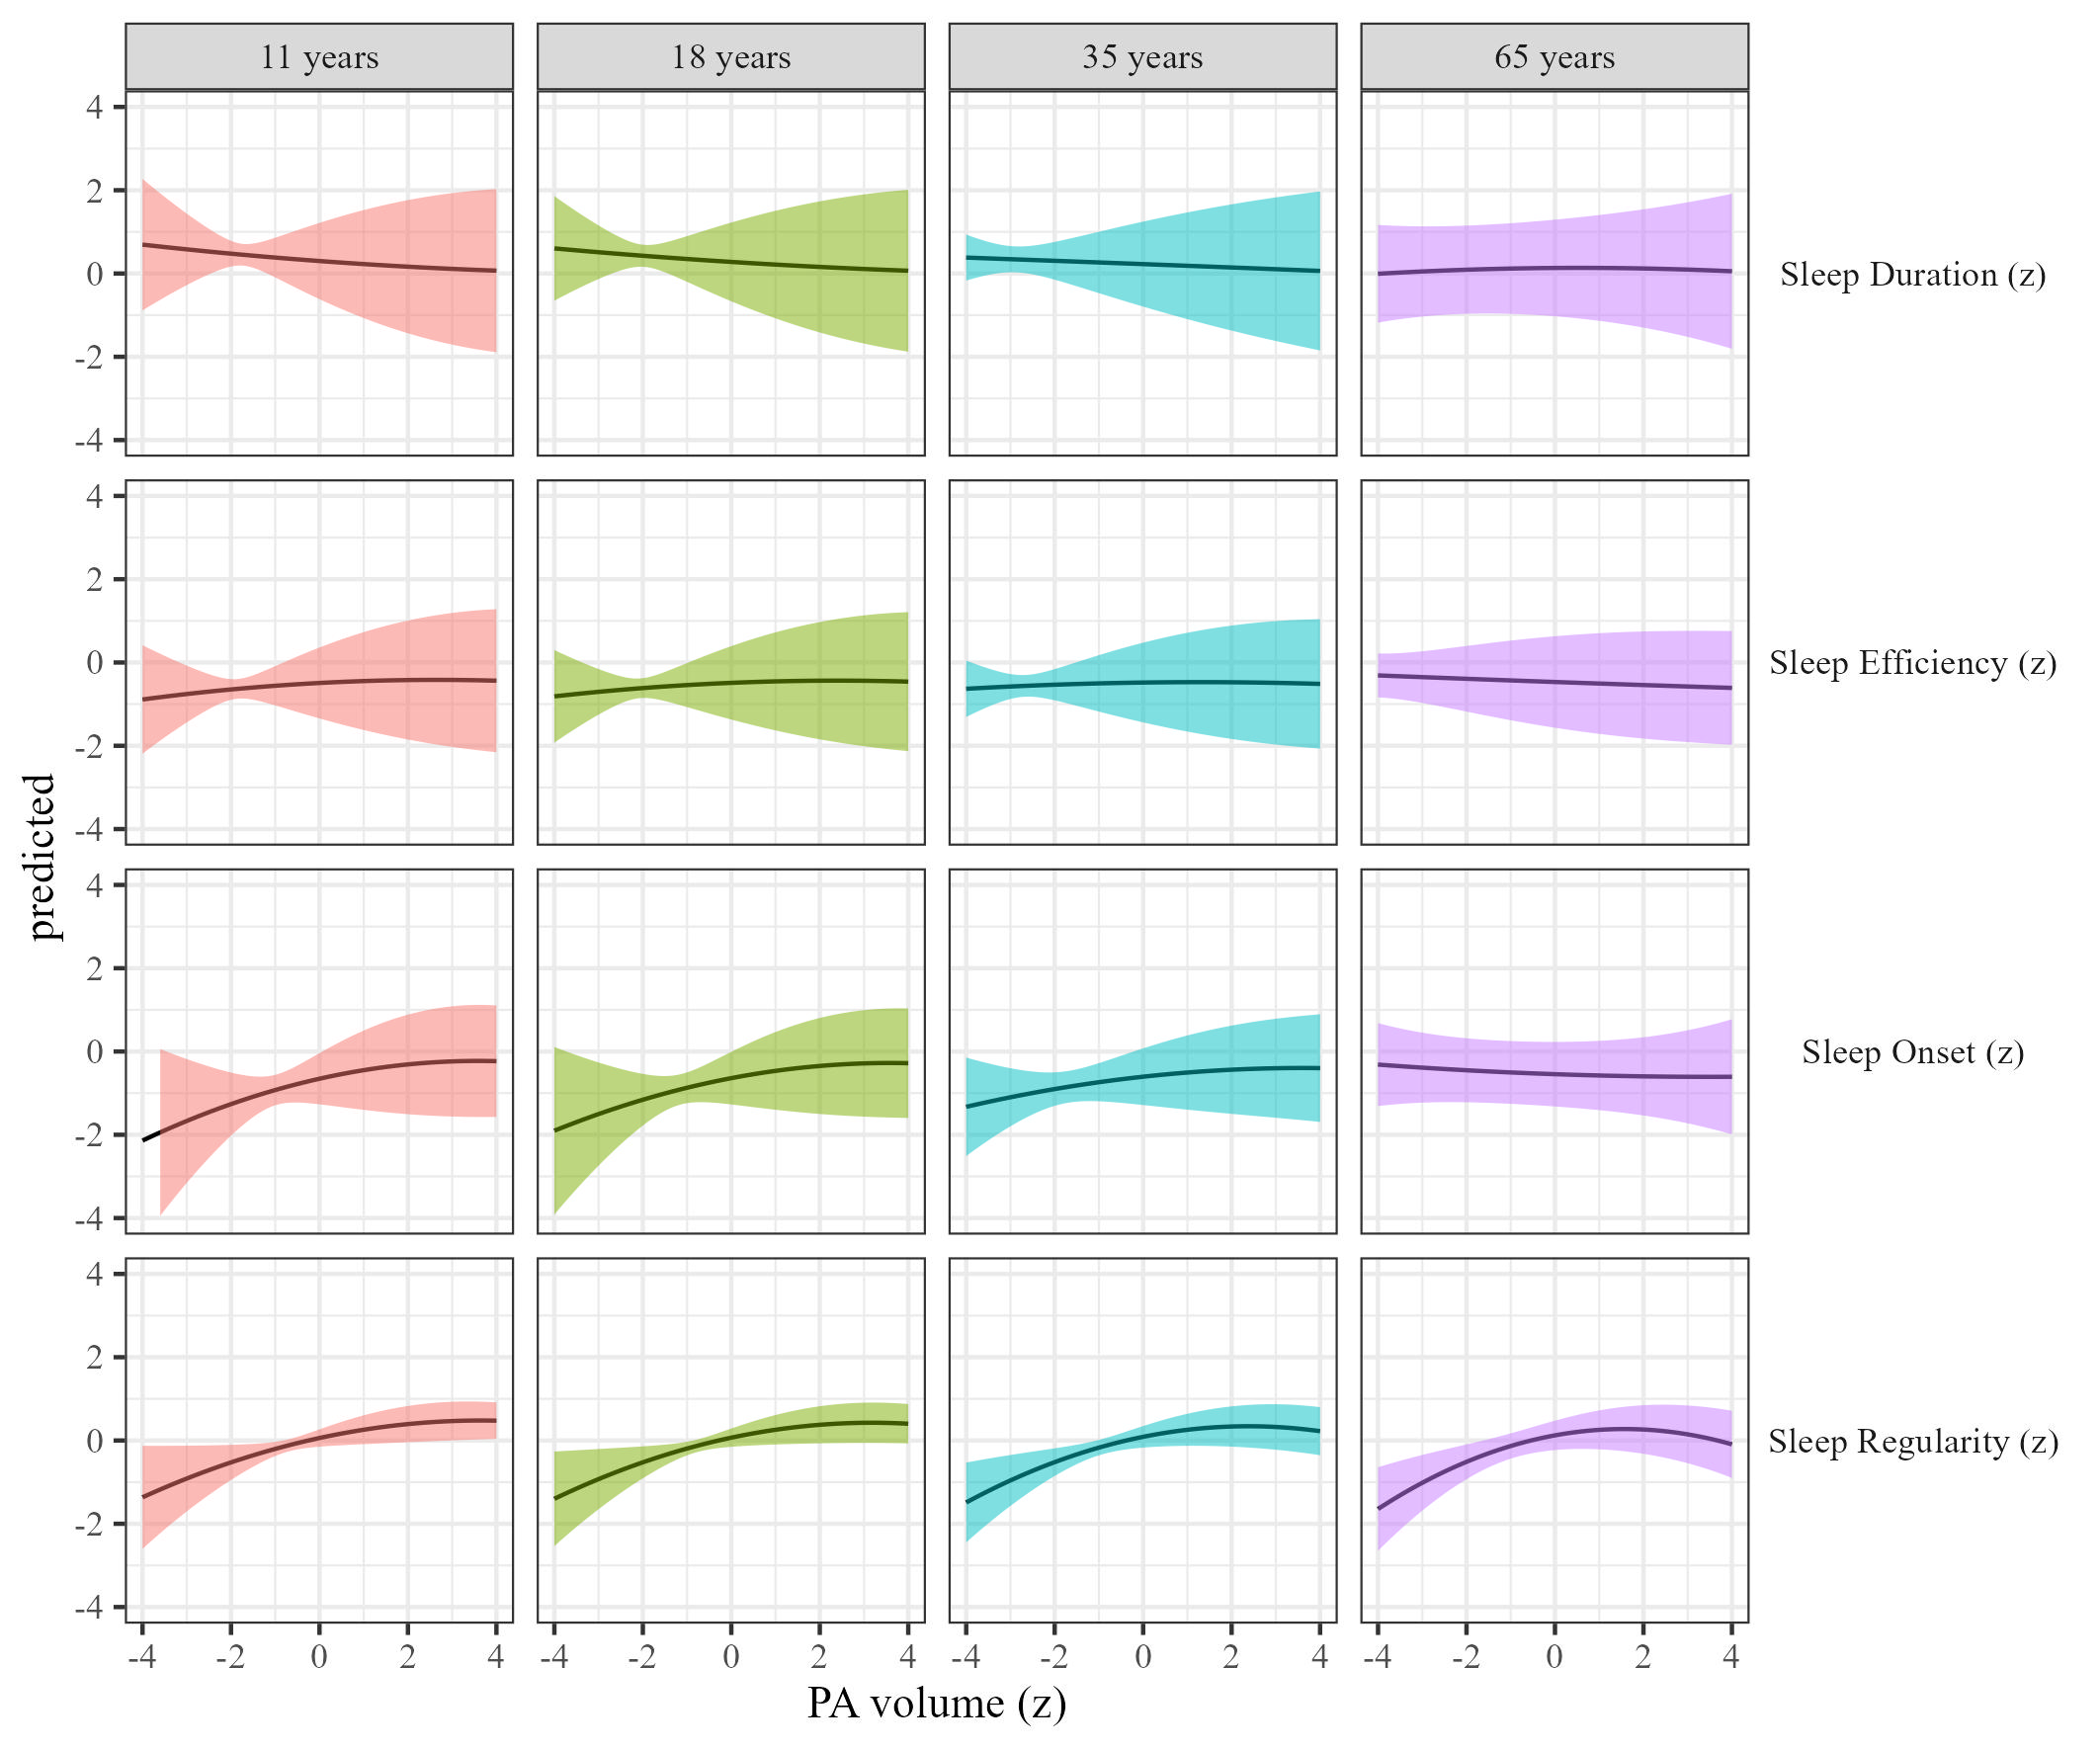 11 years 18 years 35 years 65 years
4
2
0
-2
-4
Sleep Duration (z)
4
2
0
-2
-4
Sleep Efficiency (z)
predicted
4
2
0
-2
-4
Sleep Onset (z)
4
2
0
-2
-4
Sleep Regularity (z)
-4 -2 0 2 4 -4 -2 0 2 4 -4 -2 0 2 4 -4 -2 0 2 4
PA volume (z)